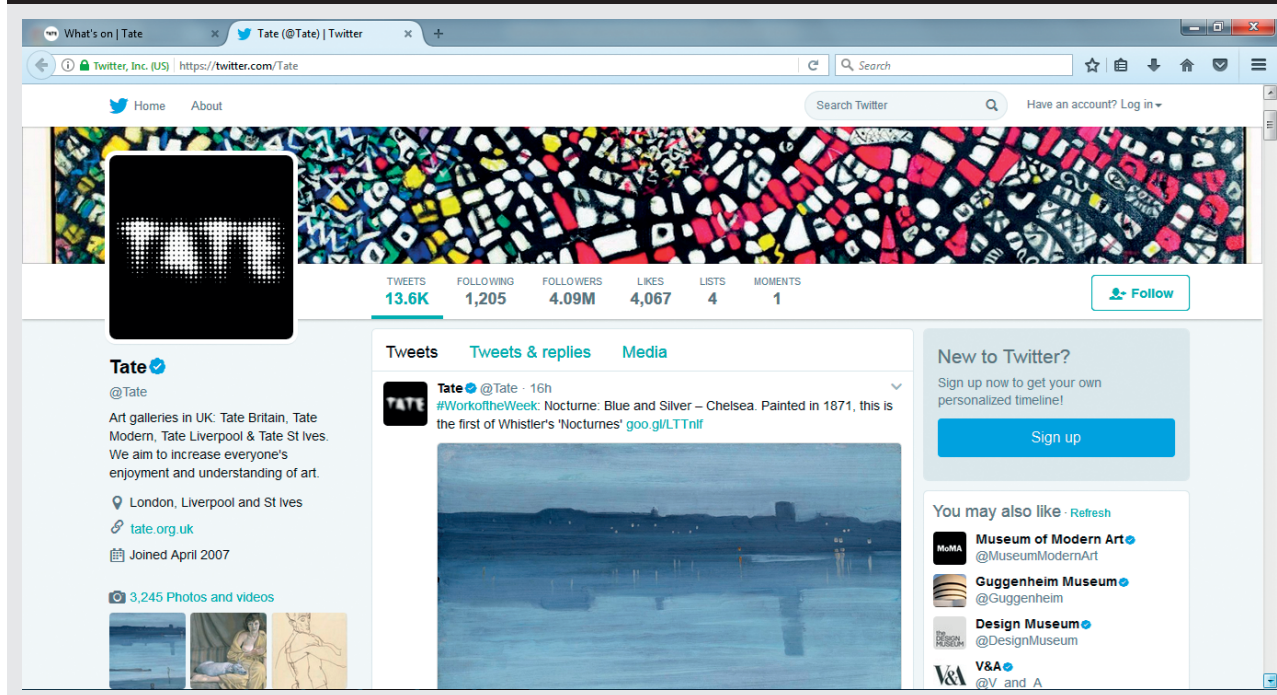 What's on | Tate
Tate (@Tate) | Twitter
Twitter, Inc. (US) https://twitter.com/Tate
Search
Home About
Search Twitter
Have an account? Log in
TATE
TWEETS FOLLOWING FOLLOWERS LIKES LISTS MOMENTS
13.6K 1,205 4.09M 4,067 4 1
Follow
Tate
@Tate
Art galleries in UK: Tate Britain, Tate
Modern, Tate Liverpool & Tate St Ives.
We aim to increase everyone's
enjoyment and understanding of art.
London, Liverpool and St Ives
tate.org.uk
Joined April 2007
3,245 Photos and videos
Tweets Tweets & replies Media
TATE
Tate @Tate · 16h
#WorkoftheWeek: Nocturne: Blue and Silver – Chelsea. Painted in 1871, this is
the first of Whistler's 'Nocturnes' goo.gl/LTTnlf
New to Twitter?
Sign up now to get your own
personalized timeline!
Sign up
You may also like · Refresh
MoMA
Museum of Modern Art
@MuseumModernArt
Guggenheim Museum
@Guggenheim
the
DESIGN
MUSEUM
Design Museum
@DesignMuseum
V&A
V&A
@V_and_A